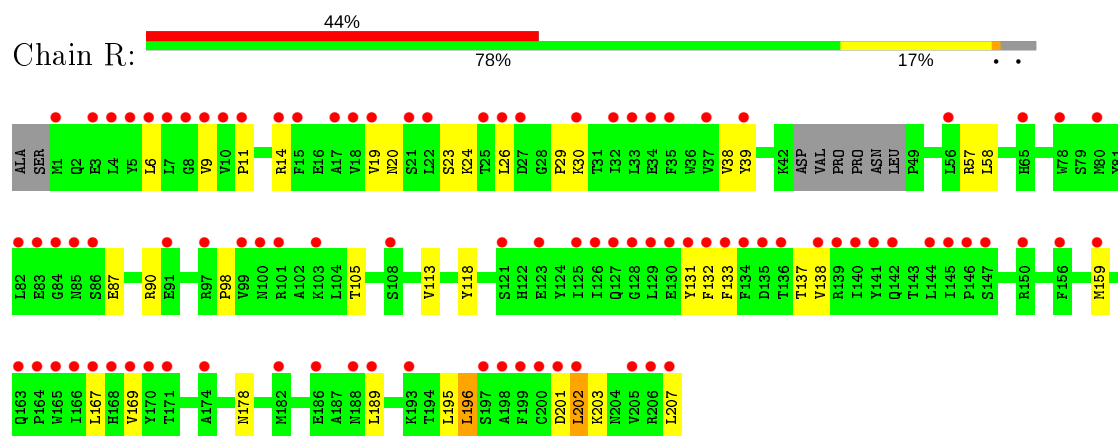 44%
Chain R:
78% 17% • •
ALA SER M1 Q2 E3 L4 Y5 L6 L7 G8 V9 V10 P11 R14 F15 E16 A17 V18 V19 N20 S21 L22 S23 K24 T25 L26 D27 G28 P29 K30 T31 I32 L33 E34 F35 W36 V37 V38 Y39 K42 ASP VAL PRO PRO ASN LEU P49 L56 R57 L58 H65 W78 S79 M80 Y81
L82 E83 G84 N85 S86 E87 R90 E91 R97 P98 V99 N100 R101 A102 K103 L104 T105 S108 V113 Y118 S121 H122 E123 Y124 I125 I126 Q127 G128 L129 E130 Y131 F132 F133 F134 D135 T136 T137 V138 R139 I140 Y141 Q142 T143 L144 I145 P146 S147 R150 F156 M159
Q163 P164 W165 I166 L167 H168 V169 Y170 T171 A174 N178 M182 E186 A187 N188 L189 K193 T194 L195 L196 S197 A198 F199 C200 D201 L202 K203 N204 V205 R206 L207